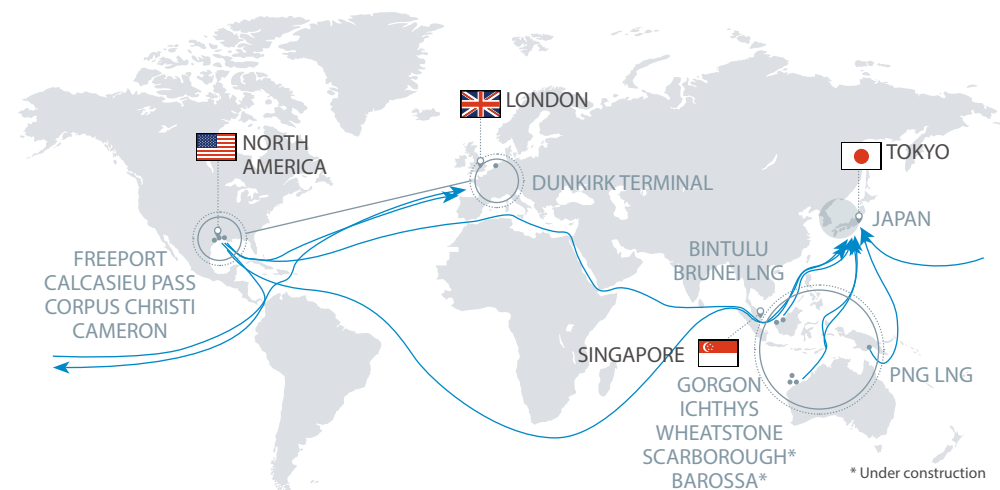 LONDON
NORTH
AMERICA
TOKYO
DUNKIRK TERMINAL
JAPAN
FREEPORT
CALCASIEU PASS
CORPUS CHRISTI
CAMERON
BINTULU
BRUNEI LNG
SINGAPORE
PNG LNG
GORGON
ICHTHYS
WHEATSTONE
SCARBOROUGH*
BAROSSA*
* Under construction